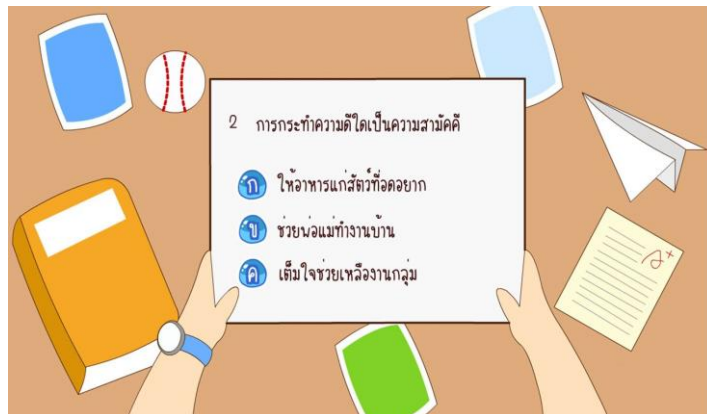 2 การกระทำความดีใดเป็นความสามัคคี
ก ให้อาหารแก่สัตว์ที่อดอยาก
ข ช่วยพ่อแม่ทำงานบ้าน
ค เต็มใจช่วยเหลืองานกลุ่ม
A+